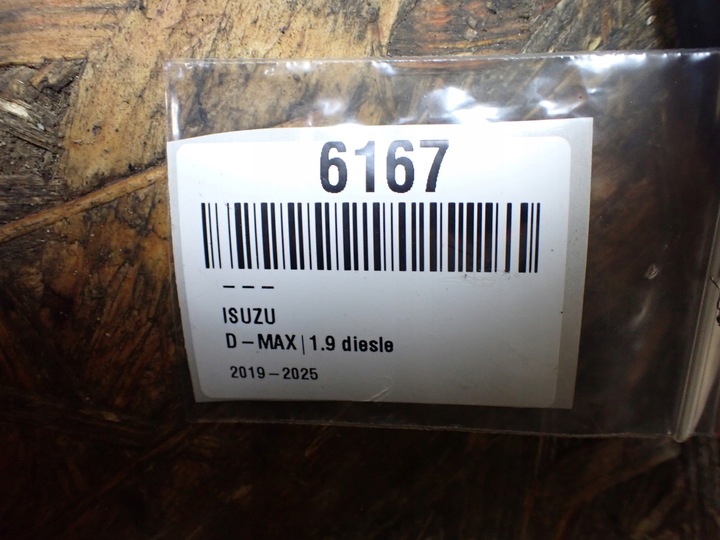 6167
– – –
ISUZU
D–MAX|1.9 diesle
2019–2025